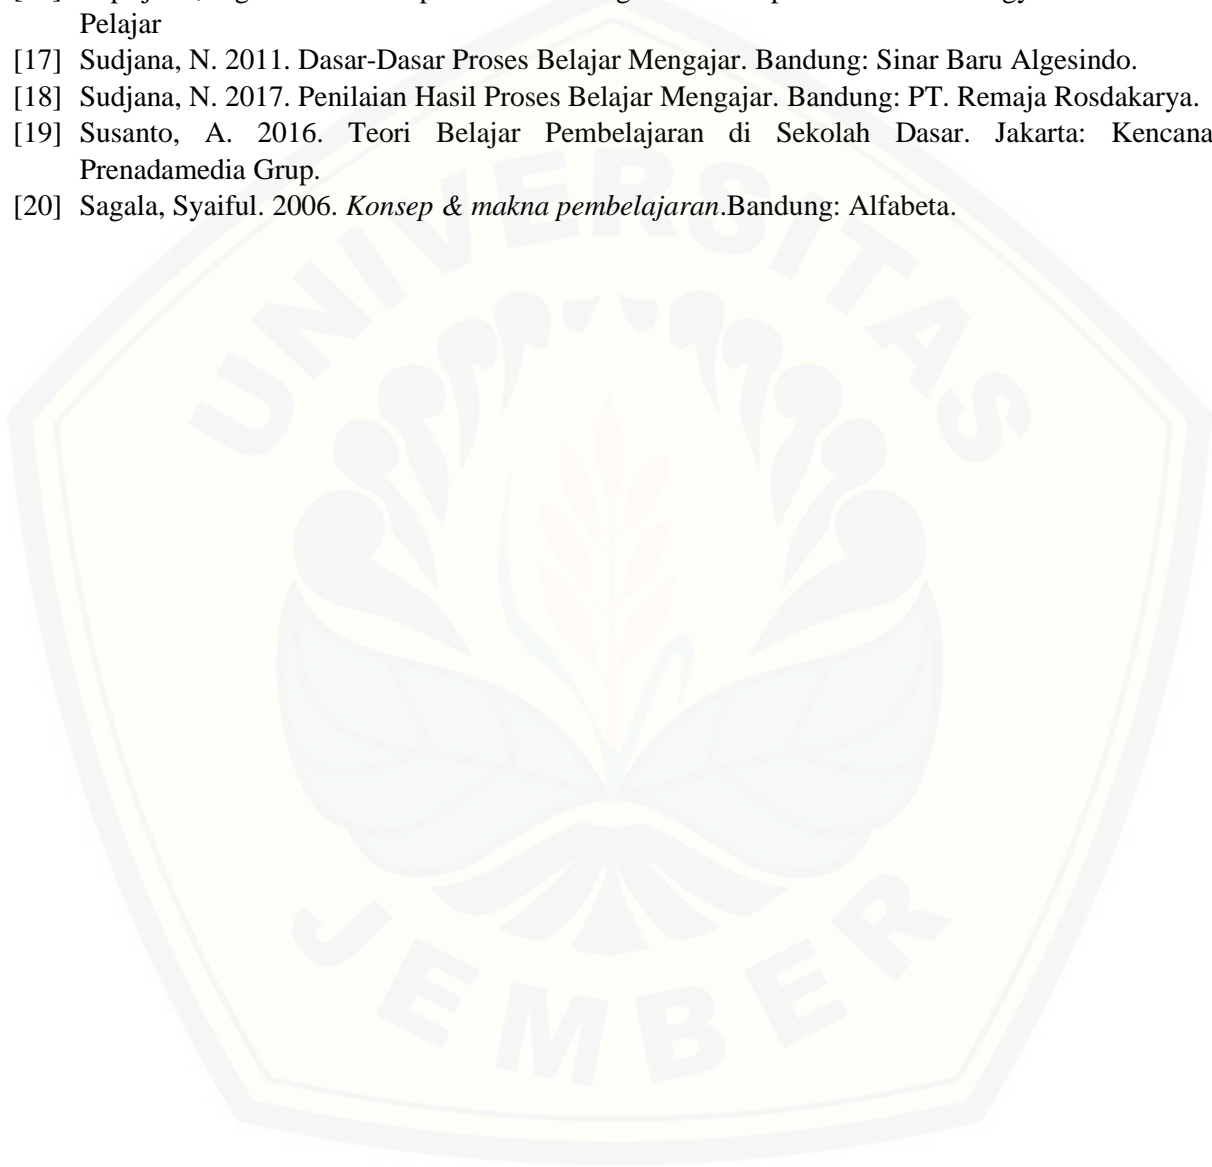 Pelajar
[17] Sudjana, N. 2011. Dasar-Dasar Proses Belajar Mengajar. Bandung: Sinar Baru Algesindo.
[18] Sudjana, N. 2017. Penilaian Hasil Proses Belajar Mengajar. Bandung: PT. Remaja Rosdakarya.
[19] Susanto, A. 2016. Teori Belajar Pembelajaran di Sekolah Dasar. Jakarta: Kencana
Prenadamedia Grup.
[20] Sagala, Syaiful. 2006. Konsep & makna pembelajaran.Bandung: Alfabeta.
UNIVERSITAS
JEMBER